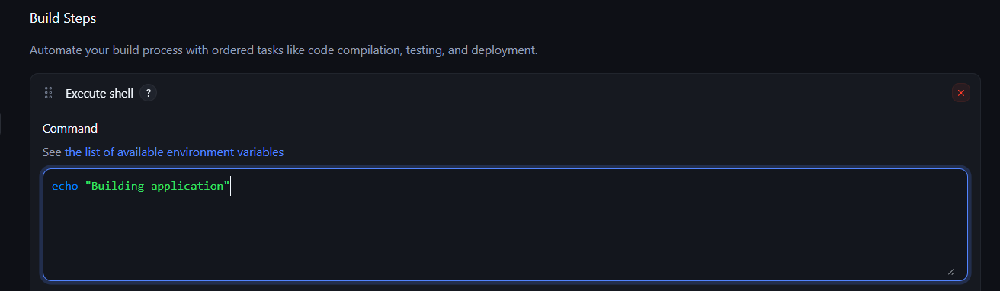 Build Steps
Automate your build process with ordered tasks like code compilation, testing, and deployment.
Execute shell ?
Command
See the list of available environment variables
echo "Building application"